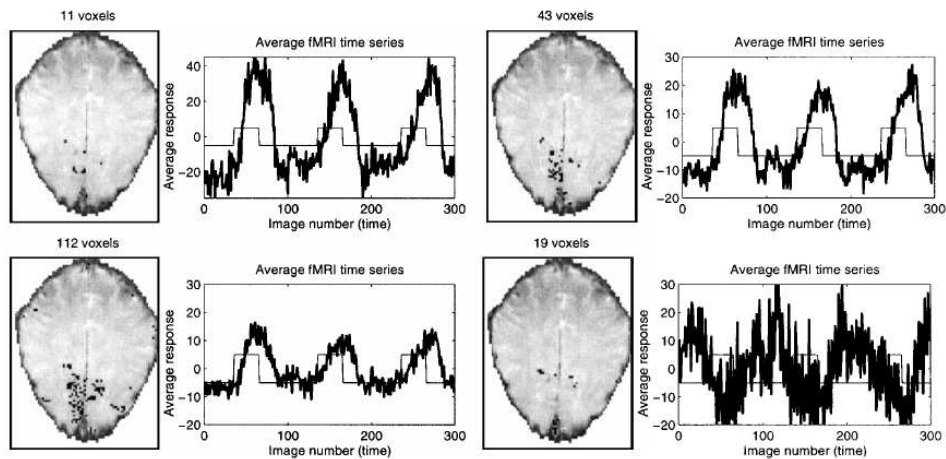 11 voxels
Average fMRI time series
40
20
0
−20
Average response
0 100 200 300
Image number (time)
43 voxels
Average fMRI time series
30
20
10
0
−10
−20
Average response
0 100 200 300
Image number (time)
112 voxels
Average fMRI time series
30
20
10
0
−10
−20
Average response
0 100 200 300
Image number (time)
19 voxels
Average fMRI time series
30
20
10
0
−10
−20
Average response
0 100 200 300
Image number (time)